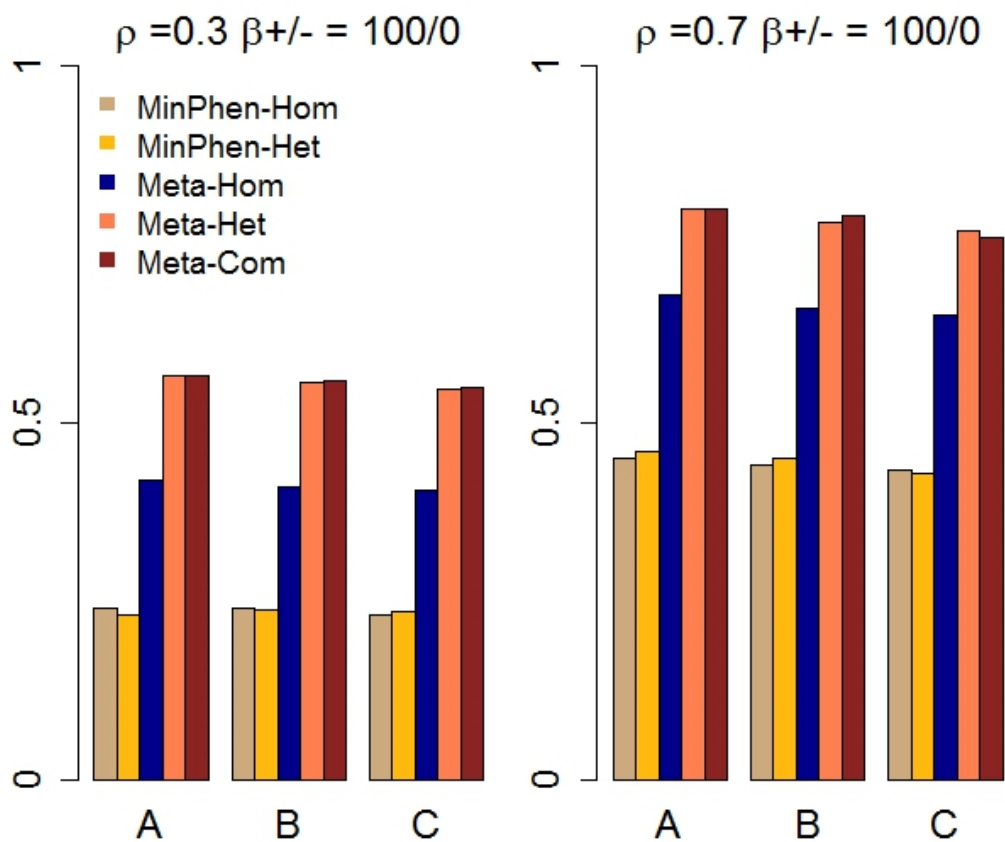 ρ =0.3 β+/- = 100/0
1
0.5
0
MinPhen-Hom
MinPhen-Het
Meta-Hom
Meta-Het
Meta-Com
A B C
ρ =0.7 β+/- = 100/0
1
0.5
0
A B C